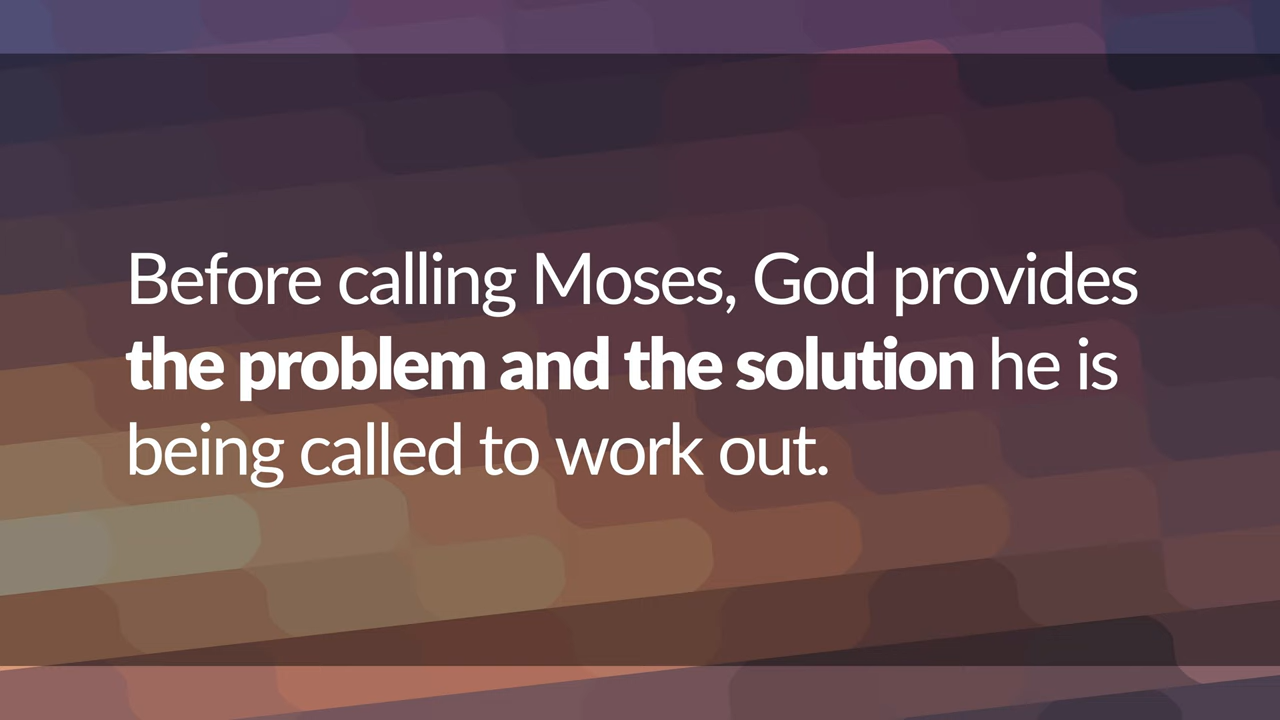 Before calling Moses, God provides
the problem and the solution he is
being called to work out.